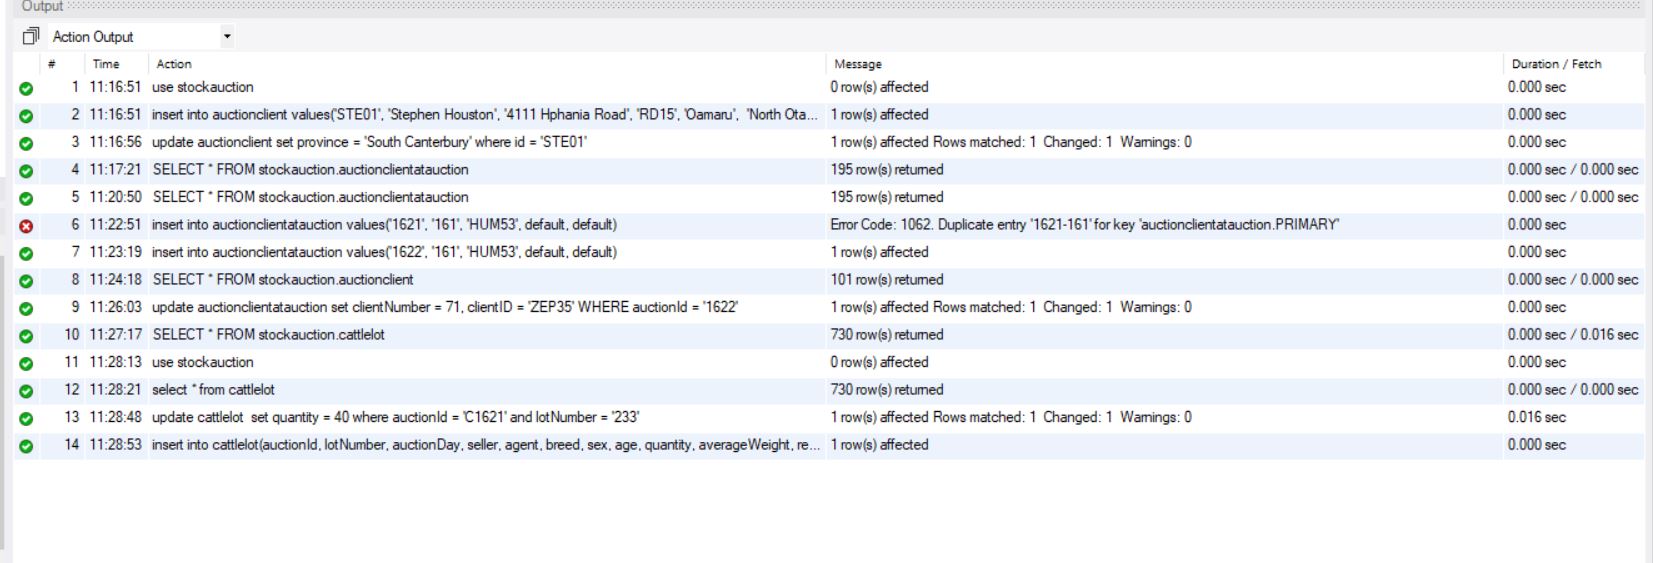 Output
Action Output
# Time Action Message Duration / Fetch
1 11:16:51 use stockauction 0 row(s) affected 0.000 sec
2 11:16:51 insert into auctionclient values('STE01', 'Stephen Houston', '4111 Hphania Road', 'RD15', 'Oamaru', 'North Ota... 1 row(s) affected 0.000 sec
3 11:16:56 update auctionclient set province = 'South Canterbury' where id = 'STE01' 1 row(s) affected Rows matched: 1 Changed: 1 Warnings: 0 0.000 sec
4 11:17:21 SELECT * FROM stockauction.auctionclientatauction 195 row(s) returned 0.000 sec / 0.000 sec
5 11:20:50 SELECT * FROM stockauction.auctionclientatauction 195 row(s) returned 0.000 sec / 0.000 sec
6 11:22:51 insert into auctionclientatauction values('1621', '161', 'HUM53', default, default) Error Code: 1062. Duplicate entry '1621-161' for key 'auctionclientatauction.PRIMARY' 0.000 sec
7 11:23:19 insert into auctionclientatauction values('1622', '161', 'HUM53', default, default) 1 row(s) affected 0.000 sec
8 11:24:18 SELECT * FROM stockauction.auctionclient 101 row(s) returned 0.000 sec / 0.000 sec
9 11:26:03 update auctionclientatauction set clientNumber = 71, clientID = 'ZEP35' WHERE auctionId = '1622' 1 row(s) affected Rows matched: 1 Changed: 1 Warnings: 0 0.000 sec
10 11:27:17 SELECT * FROM stockauction.cattlelot 730 row(s) returned 0.000 sec / 0.016 sec
11 11:28:13 use stockauction 0 row(s) affected 0.000 sec
12 11:28:21 select * from cattlelot 730 row(s) returned 0.000 sec / 0.000 sec
13 11:28:48 update cattlelot set quantity = 40 where auctionId = 'C1621' and lotNumber = '233' 1 row(s) affected Rows matched: 1 Changed: 1 Warnings: 0 0.016 sec
14 11:28:53 insert into cattlelot(auctionId, lotNumber, auctionDay, seller, agent, breed, sex, age, quantity, averageWeight, re... 1 row(s) affected 0.000 sec